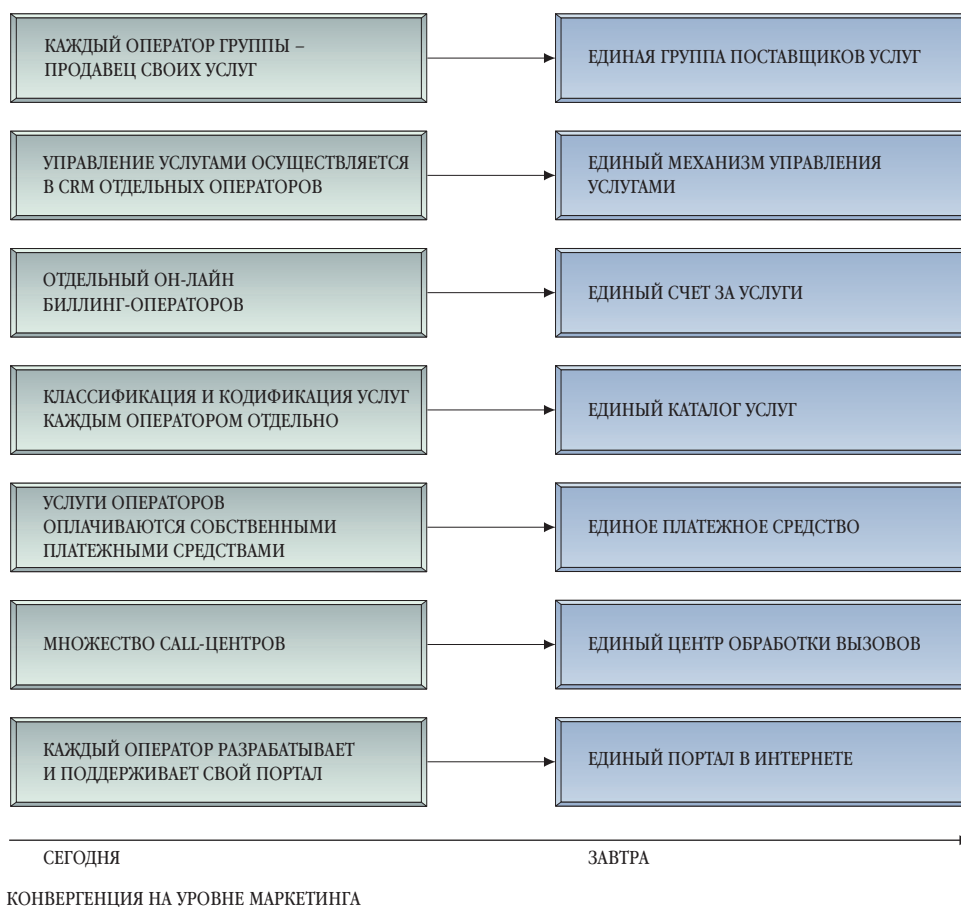 КАЖДЫЙ ОПЕРАТОР ГРУППЫ –
ПРОДАВЕЦ СВОИХ УСЛУГ
ЕДИНАЯ ГРУППА ПОСТАВЩИКОВ УСЛУГ
УПРАВЛЕНИЕ УСЛУГАМИ ОСУЩЕСТВЛЯЕТСЯ
В CRM ОТДЕЛЬНЫХ ОПЕРАТОРОВ
ЕДИНЫЙ МЕХАНИЗМ УПРАВЛЕНИЯ
УСЛУГАМИ
ОТДЕЛЬНЫЙ ОН-ЛАЙН
БИЛЛИНГ-ОПЕРАТОРОВ
ЕДИНЫЙ СЧЕТ ЗА УСЛУГИ
КЛАССИФИКАЦИЯ И КОДИФИКАЦИЯ УСЛУГ
КАЖДЫМ ОПЕРАТОРОМ ОТДЕЛЬНО
ЕДИНЫЙ КАТАЛОГ УСЛУГ
УСЛУГИ ОПЕРАТОРОВ
ОПЛАЧИВАЮТСЯ СОБСТВЕННЫМИ
ПЛАТЕЖНЫМИ СРЕДСТВАМИ
ЕДИНОЕ ПЛАТЕЖНОЕ СРЕДСТВО
МНОЖЕСТВО CALL-ЦЕНТРОВ
ЕДИНЫЙ ЦЕНТР ОБРАБОТКИ ВЫЗОВОВ
КАЖДЫЙ ОПЕРАТОР РАЗРАБАТЫВАЕТ
И ПОДДЕРЖИВАЕТ СВОЙ ПОРТАЛ
ЕДИНЫЙ ПОРТАЛ В ИНТЕРНЕТЕ
СЕГОДНЯ
ЗАВТРА
КОНВЕРГЕНЦИЯ НА УРОВНЕ МАРКЕТИНГА